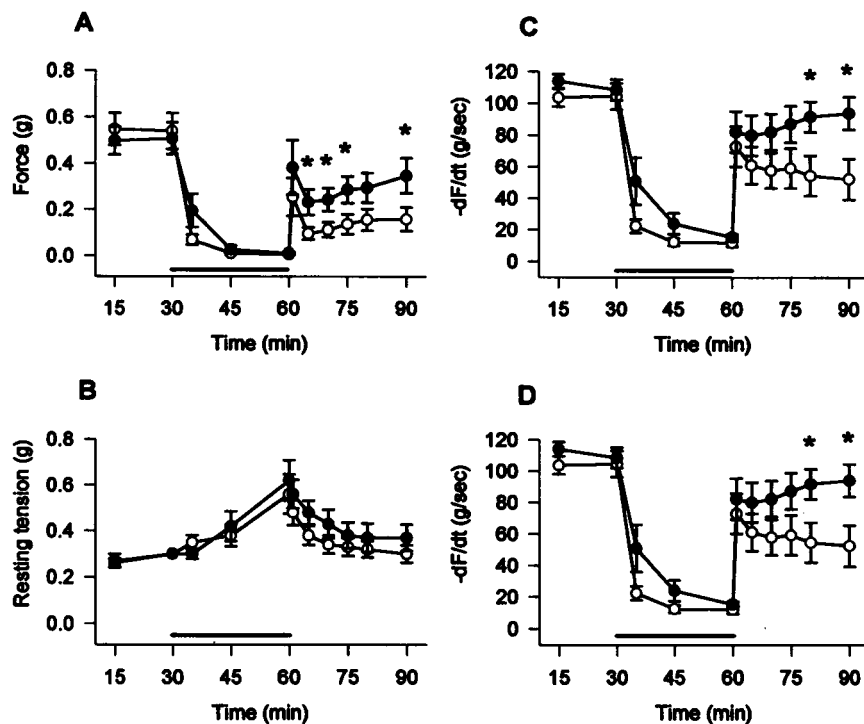 A
Force (g)
0.8
0.6
0.4
0.2
0.0
* * *
*
15 30 45 60 75 90
Time (min)
C
-dF/dt (g/sec)
120
100
80
60
40
20
0
* *
15 30 45 60 75 90
Time (min)
B
Resting tension (g)
0.8
0.6
0.4
0.2
0.0
15 30 45 60 75 90
Time (min)
D
-dF/dt (g/sec)
120
100
80
60
40
20
0
* *
15 30 45 60 75 90
Time (min)